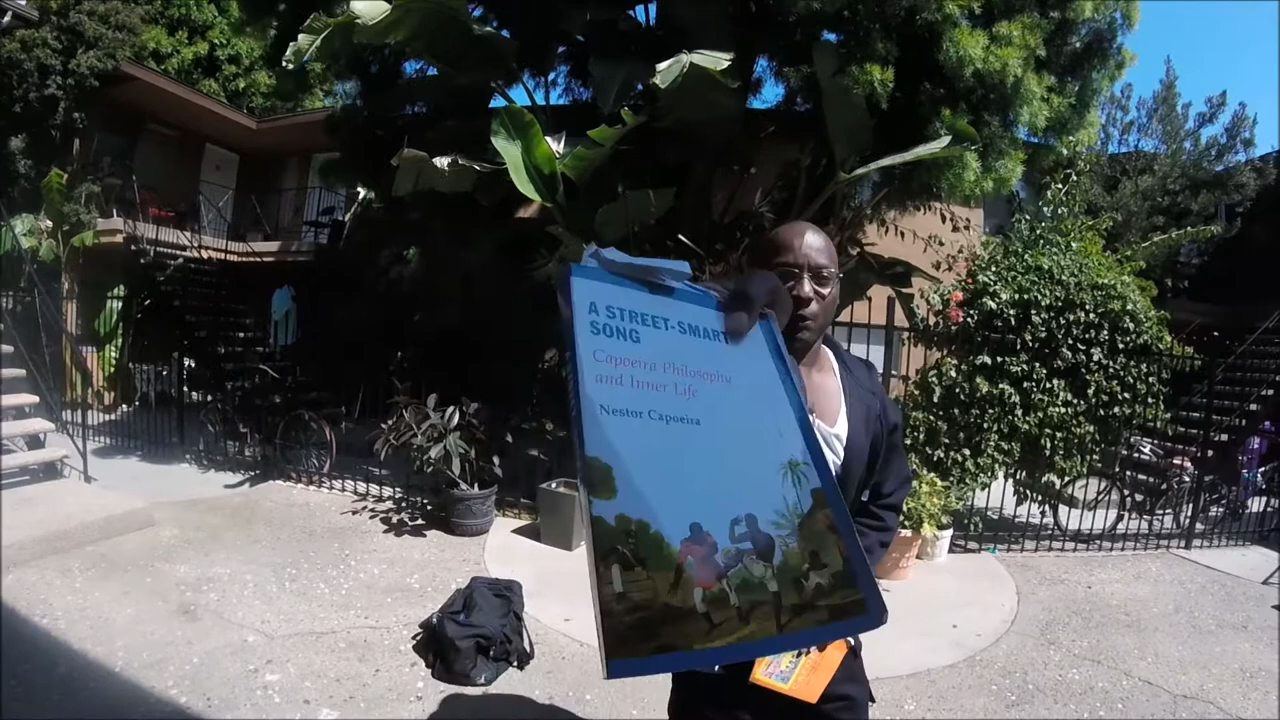 A STREET-SMART
SONG
Capoeira Philosophy
and Inner Life
Nestor Capoeira